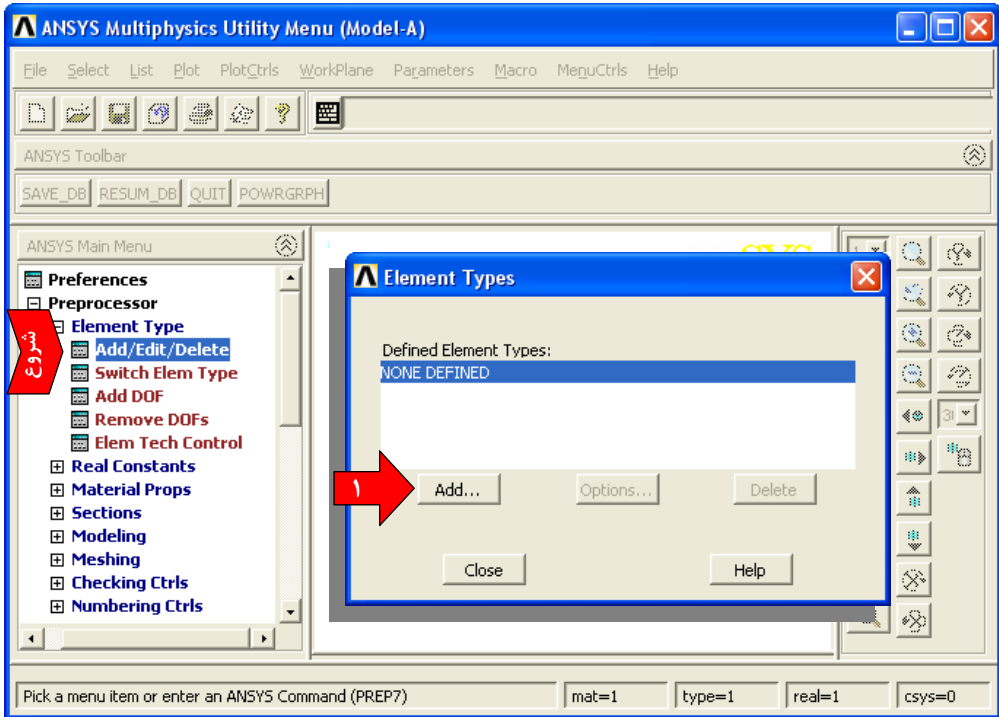 ANSYS Multiphysics Utility Menu (Model-A)
File Select List Plot PlotCtrls WorkPlane Parameters Macro MenuCtrls Help
ANSYS Toolbar
SAVE_DB RESUM_DB QUIT POWRGRPH
ANSYS Main Menu
Preferences
Preprocessor
Element Type
شروع
Add/Edit/Delete
Switch Elem Type
Add DOF
Remove DOFs
Elem Tech Control
Real Constants
Material Props
Sections
Modeling
Meshing
Checking Ctrls
Numbering Ctrls
1
Element Types
Defined Element Types:
NONE DEFINED
۱
Add... Options... Delete
Close Help
Pick a menu item or enter an ANSYS Command (PREP7) mat=1 type=1 real=1 csys=0